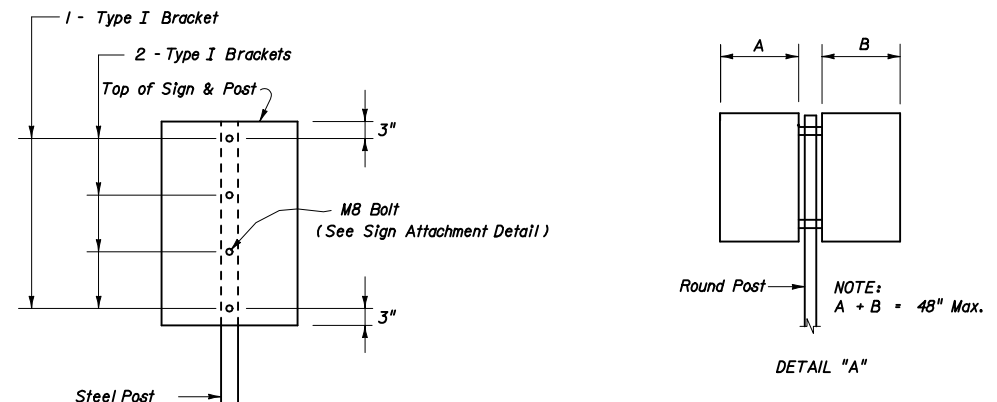 1 - Type I Bracket
2 - Type I Brackets
Top of Sign & Post
3"
M8 Bolt
(See Sign Attachment Detail)
3"
Steel Post
A
B
Round Post
NOTE:
A + B = 48" Max.
DETAIL "A"